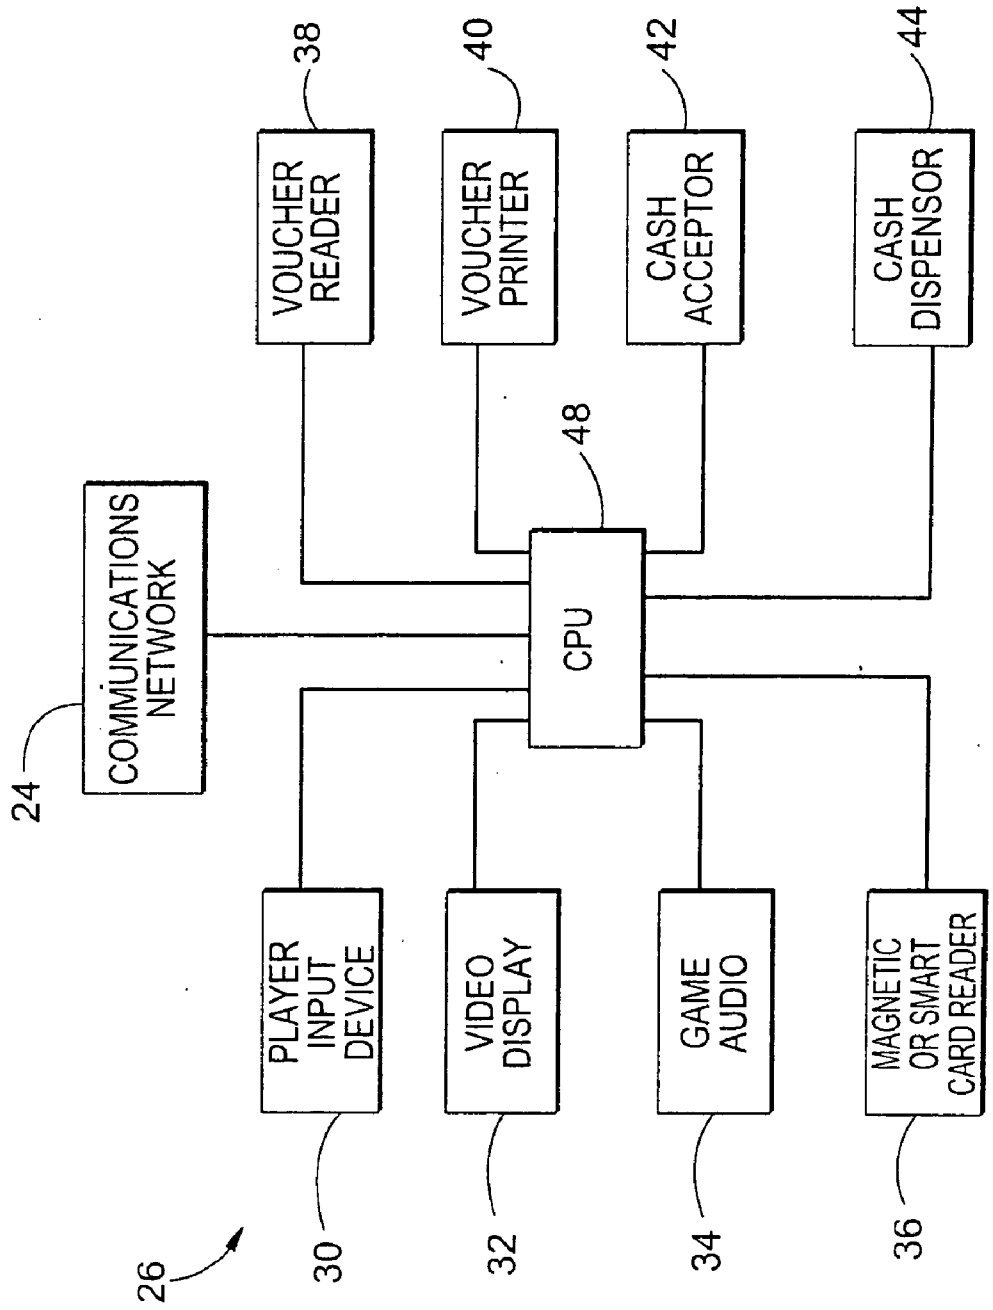 26
24
COMMUNICATIONS
NETWORK
30
PLAYER
INPUT
DEVICE
32
VIDEO
DISPLAY
34
GAME
AUDIO
36
MAGNETIC
OR SMART
CARD READER
CPU
48
VOUCHER
READER
38
VOUCHER
PRINTER
40
CASH
ACCEPTOR
42
CASH
DISPENSOR
44